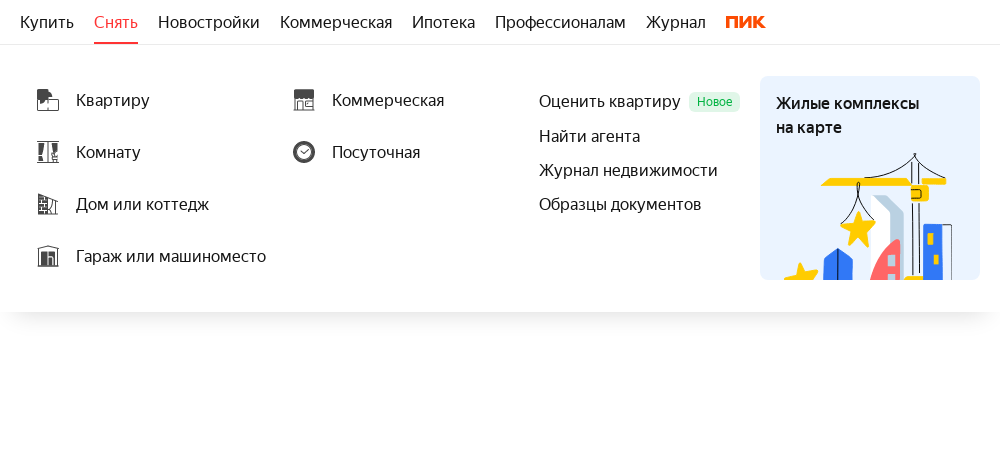 Купить Снять Новостройки Коммерческая Ипотека Профессионалам Журнал ПИК
Квартиру
Комнату
Дом или коттедж
Гараж или машиноместо
Коммерческая
Посуточная
Оценить квартиру Новое
Найти агента
Журнал недвижимости
Образцы документов
Жилые комплексы
на карте